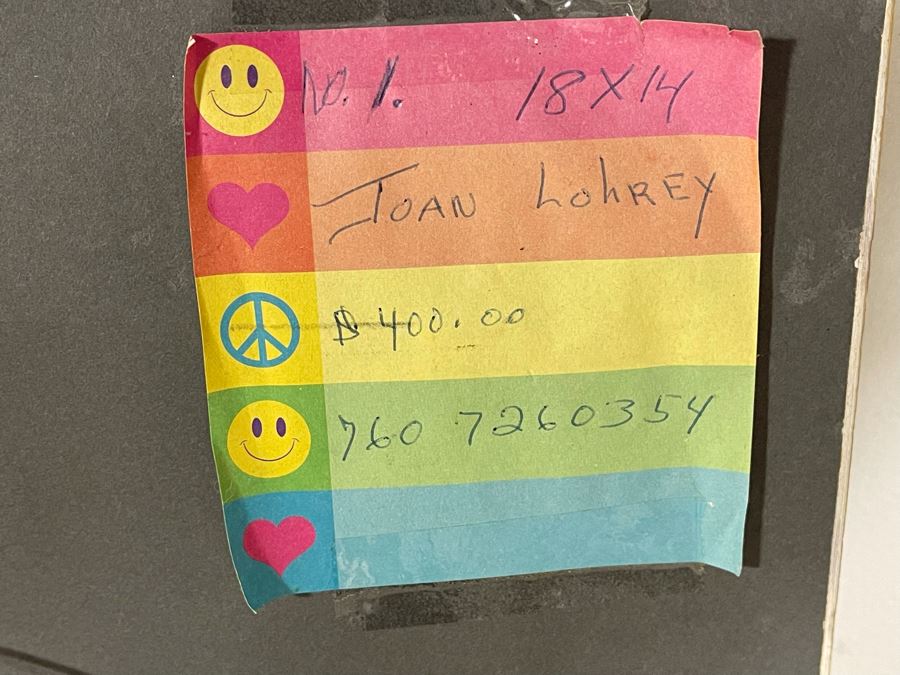 No. 1. 18X14
JOAN LOhREY
$400.00
760 7260354